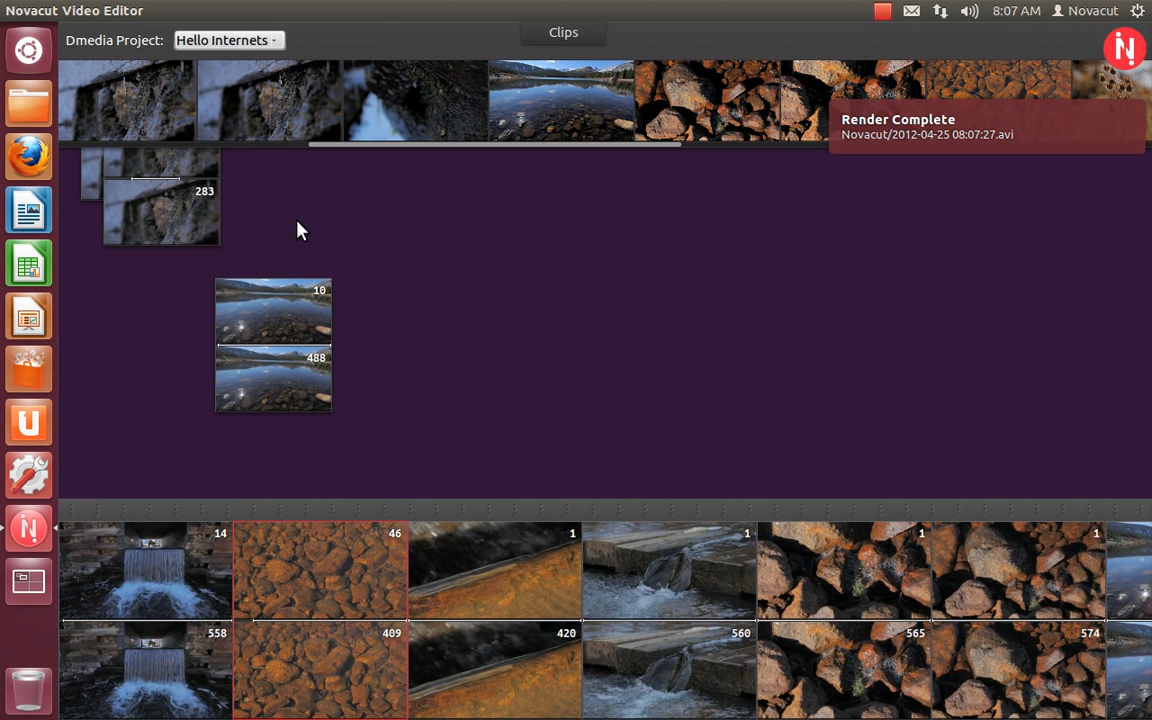 Novacut Video Editor
8:07 AM
Novacut
Dmedia Project:
Hello Internets
Clips
Render Complete
Novacut/2012-04-25 08:07:27.avi
283
10
488
14
46
1
1
1
1
558
409
420
560
565
574